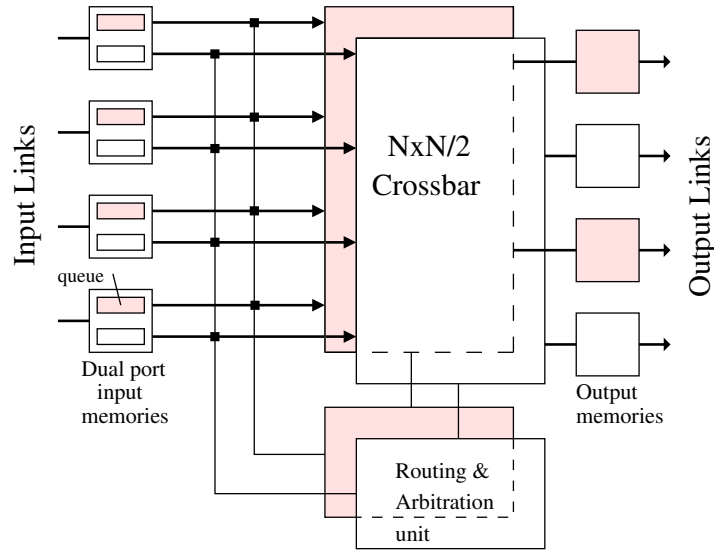 Input Links
queue
Dual port
input
memories
NxN/2
Crossbar
Routing &
Arbitration
unit
Output
memories
Output Links